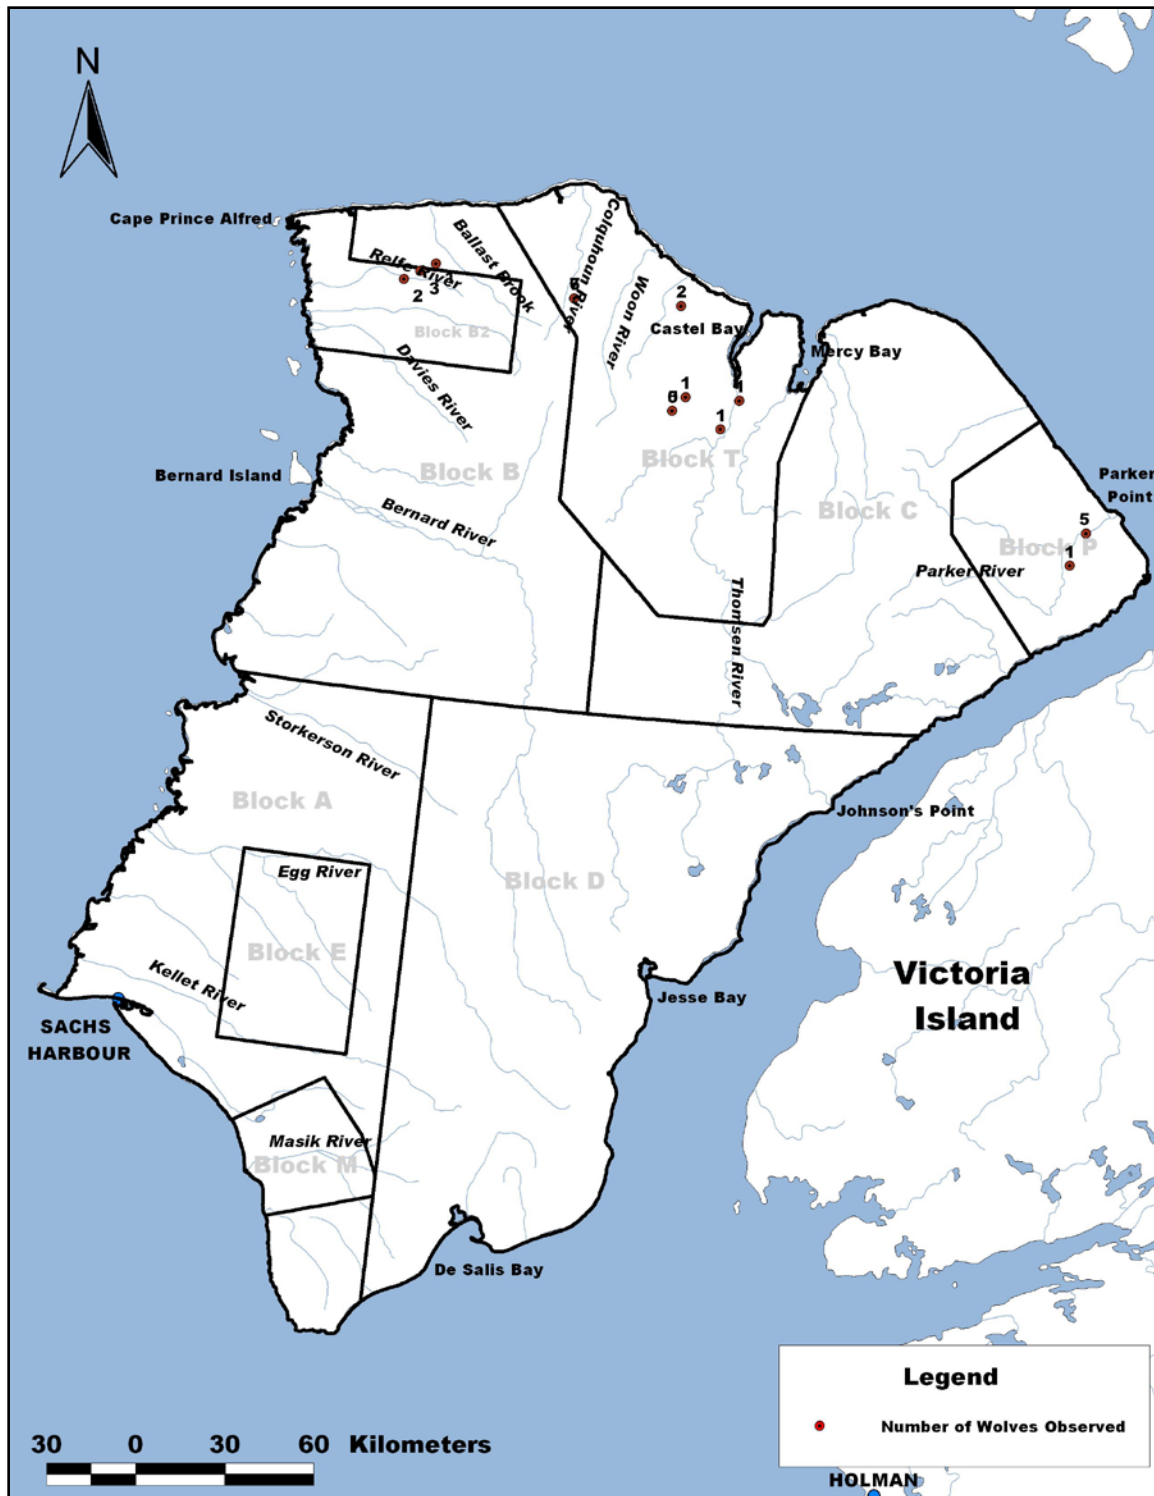 N
Cape Prince Alfred
Relfe River
Ballast Brook
Colquhoun River
Woon River
2
3
2
Castel Bay
Mercy Bay
Block B2
Davies River
1
1
1
Block T
Block B
Bernard Island
Bernard River
Block C
Parker
Point
5
Block P
1
Parker River
Thomsen River
Storkerson River
Block A
Johnson's Point
Egg River
Block D
Block E
Kellet River
Victoria
Island
Jesse Bay
SACHS
HARBOUR
Masik River
Block M
De Salis Bay
Legend
Number of Wolves Observed
30 0 30 60 Kilometers
HOLMAN